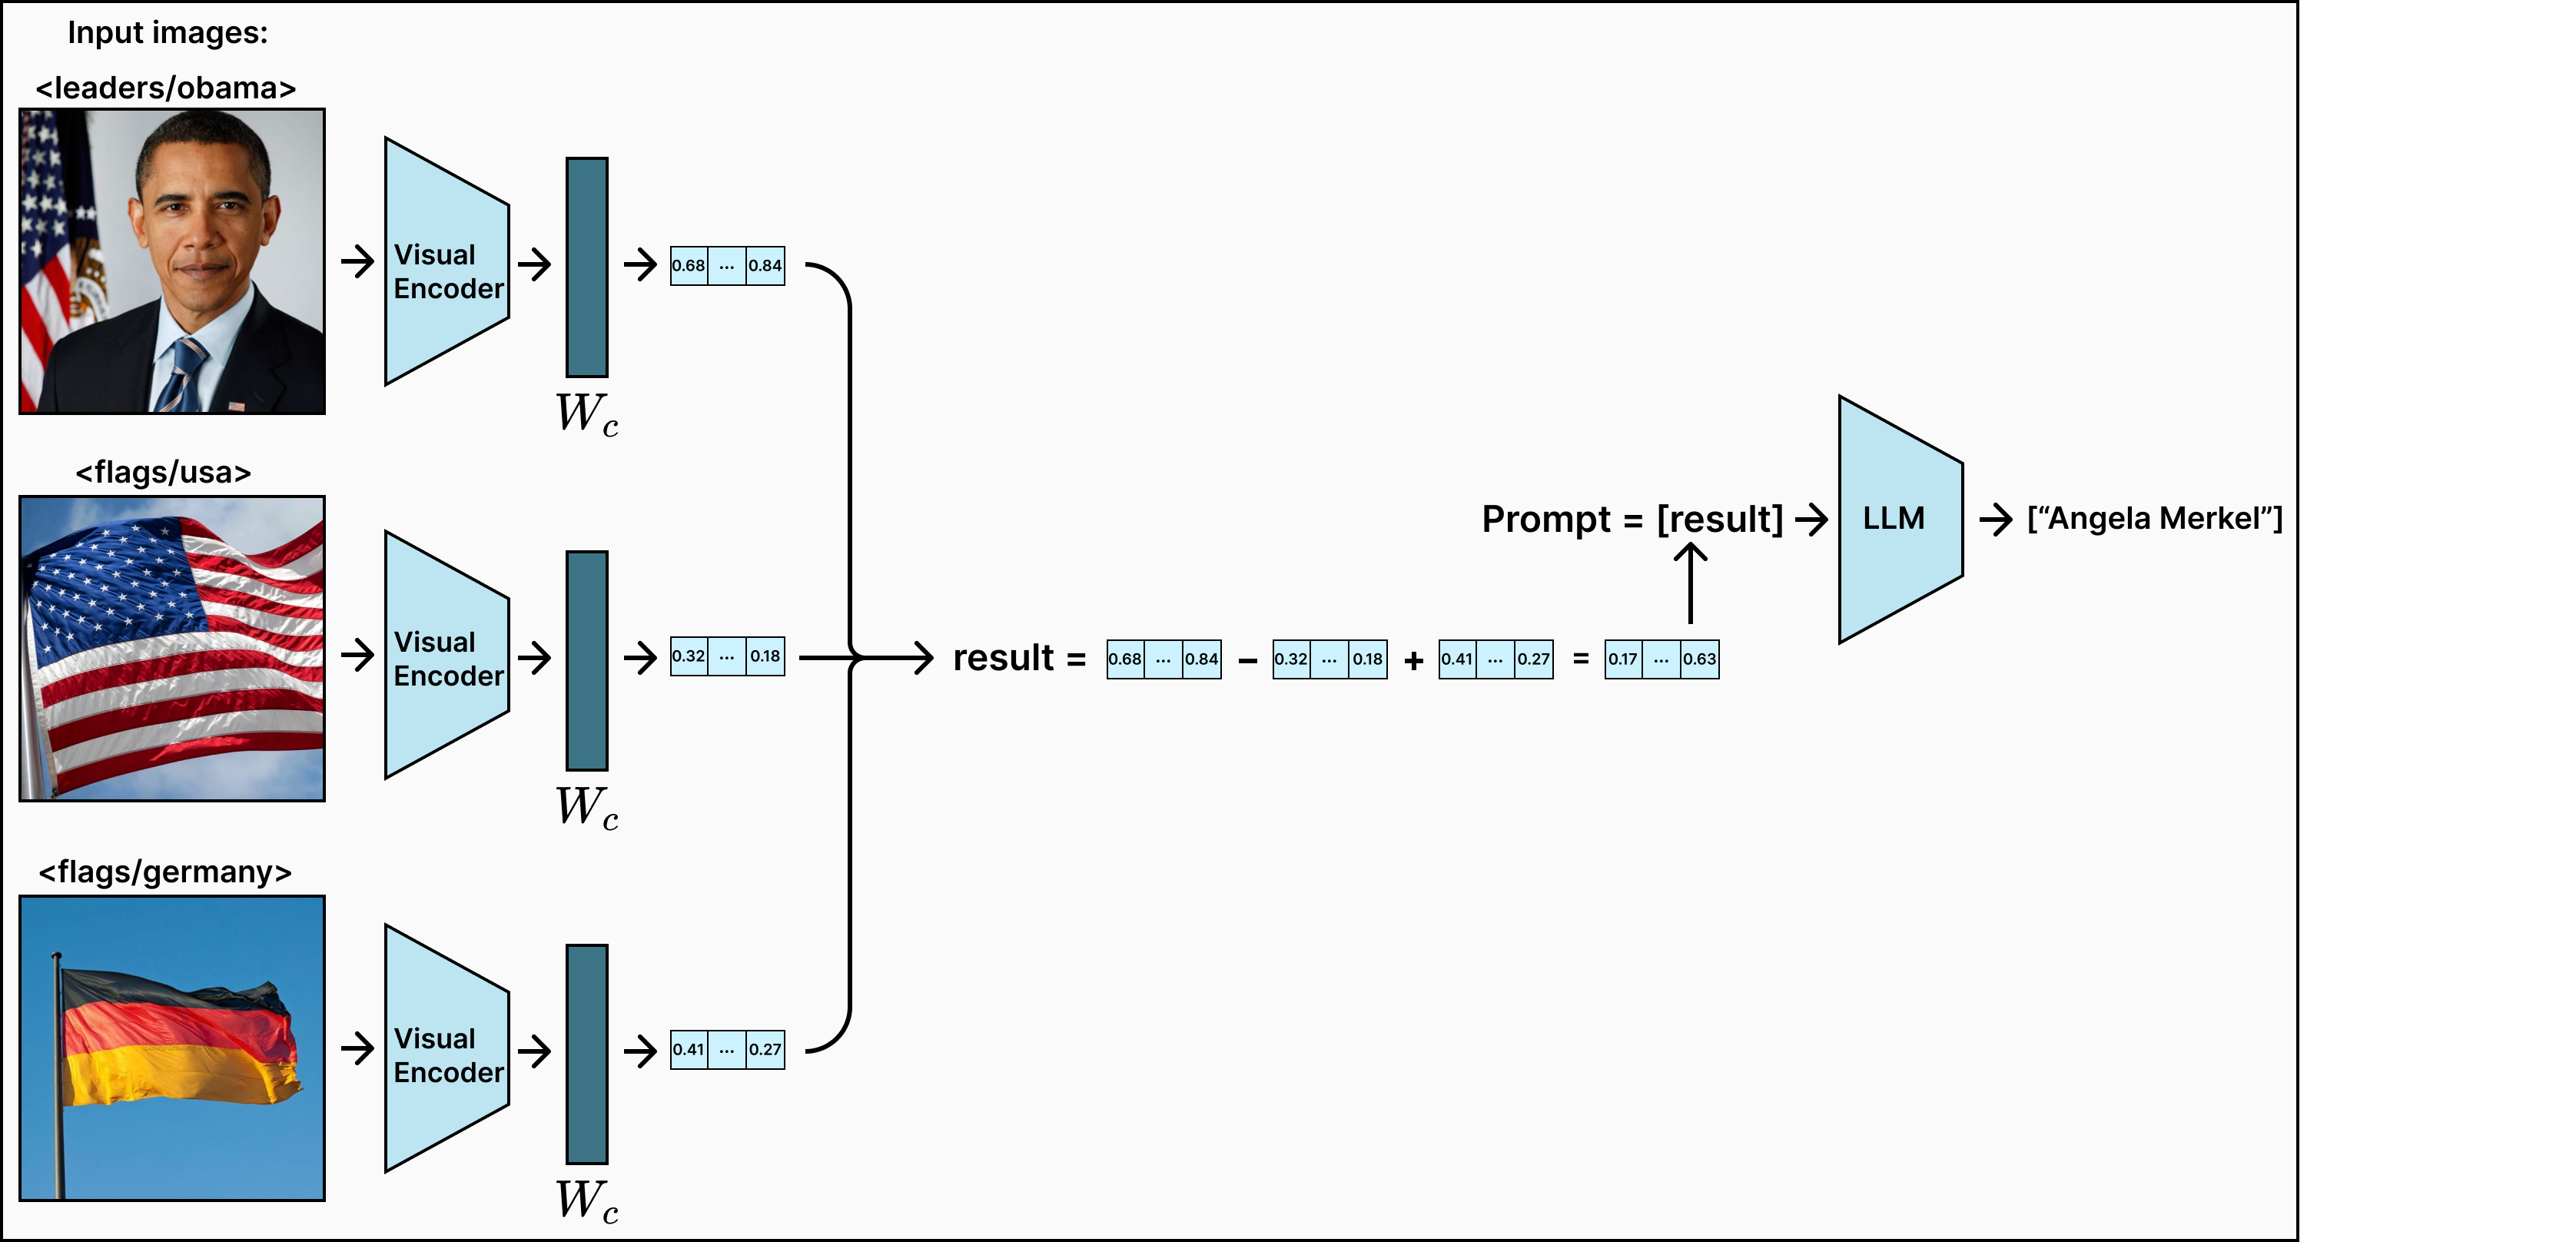 Input images:
<leaders/obama>
Visual
Encoder
W_c
0.68 ... 0.84
<flags/usa>
Visual
Encoder
W_c
0.32 ... 0.18
<flags/germany>
Visual
Encoder
W_c
0.41 ... 0.27
result = 0.68 ... 0.84 - 0.32 ... 0.18 + 0.41 ... 0.27 = 0.17 ... 0.63
Prompt = [result]
LLM
[“Angela Merkel”]